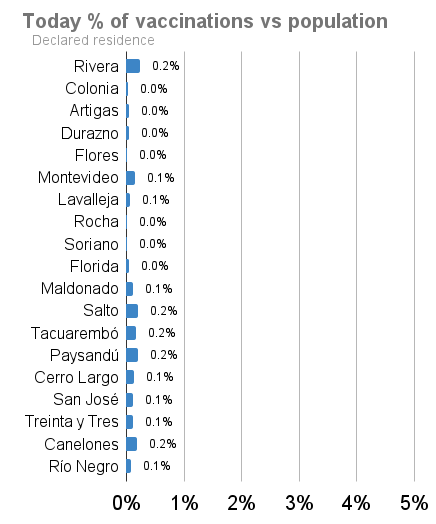 Today % of vaccinations vs population
Declared residence
Rivera 0.2%
Colonia 0.0%
Artigas 0.0%
Durazno 0.0%
Flores 0.0%
Montevideo 0.1%
Lavalleja 0.1%
Rocha 0.0%
Soriano 0.0%
Florida 0.0%
Maldonado 0.1%
Salto 0.2%
Tacuarembó 0.2%
Paysandú 0.2%
Cerro Largo 0.1%
San José 0.1%
Treinta y Tres 0.1%
Canelones 0.2%
Río Negro 0.1%
0% 1% 2% 3% 4% 5%